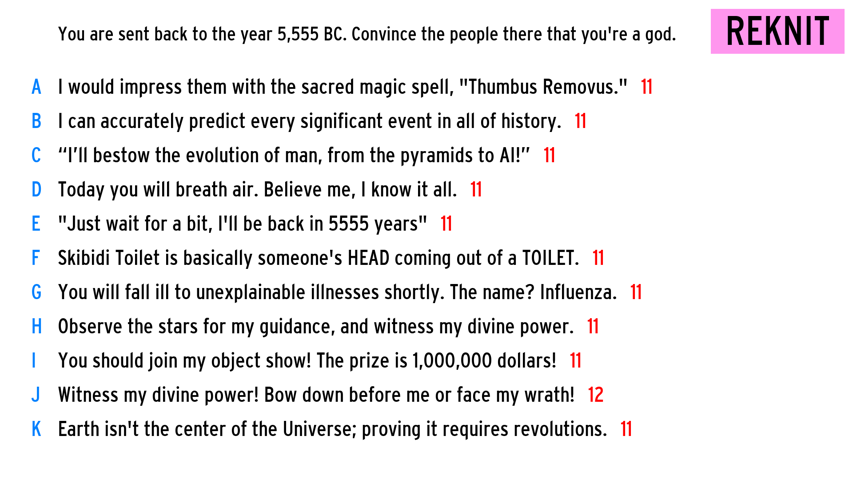 You are sent back to the year 5,555 BC. Convince the people there that you're a god.
REKNIT
A I would impress them with the sacred magic spell, "Thumbus Removus." 11
B I can accurately predict every significant event in all of history. 11
C “I’ll bestow the evolution of man, from the pyramids to AI!” 11
D Today you will breath air. Believe me, I know it all. 11
E "Just wait for a bit, I'll be back in 5555 years" 11
F Skibidi Toilet is basically someone's HEAD coming out of a TOILET. 11
G You will fall ill to unexplainable illnesses shortly. The name? Influenza. 11
H Observe the stars for my guidance, and witness my divine power. 11
I You should join my object show! The prize is 1,000,000 dollars! 11
J Witness my divine power! Bow down before me or face my wrath! 12
K Earth isn't the center of the Universe; proving it requires revolutions. 11